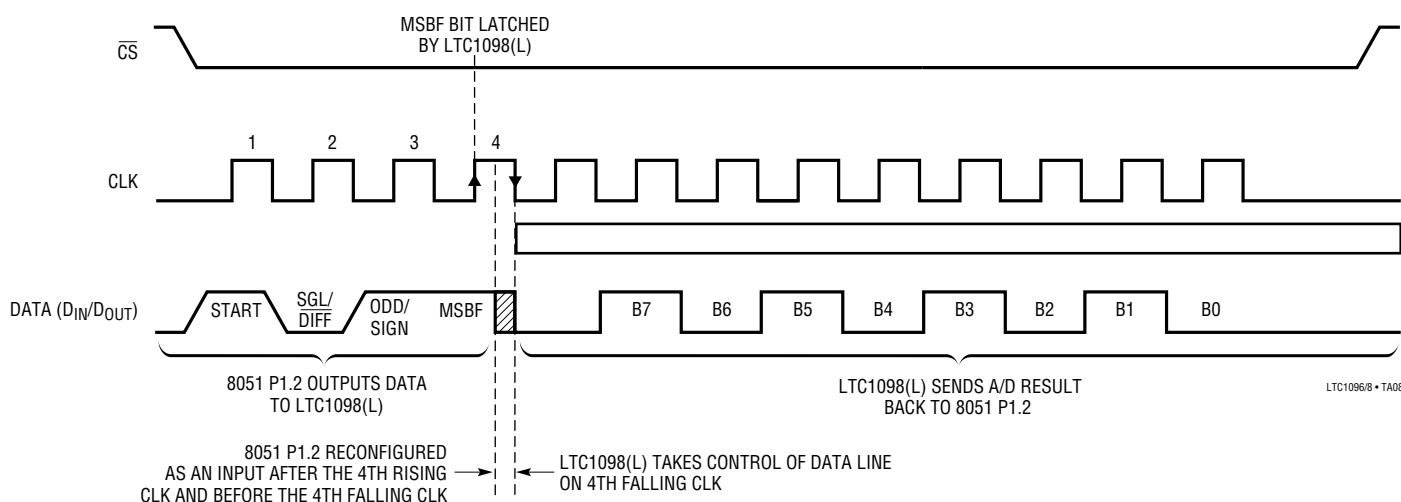 MSBF BIT LATCHED
BY LTC1098(L)
CS
1 2 3 4
CLK
DATA (DIN/DOUT)
START SGL/ ODD/ MSBF B7 B6 B5 B4 B3 B2 B1 B0
DIFF SIGN
8051 P1.2 OUTPUTS DATA
TO LTC1098(L)
LTC1098(L) SENDS A/D RESULT
BACK TO 8051 P1.2
LTC1096/8 • TA08
8051 P1.2 RECONFIGURED
AS AN INPUT AFTER THE 4TH RISING
CLK AND BEFORE THE 4TH FALLING CLK
LTC1098(L) TAKES CONTROL OF DATA LINE
ON 4TH FALLING CLK